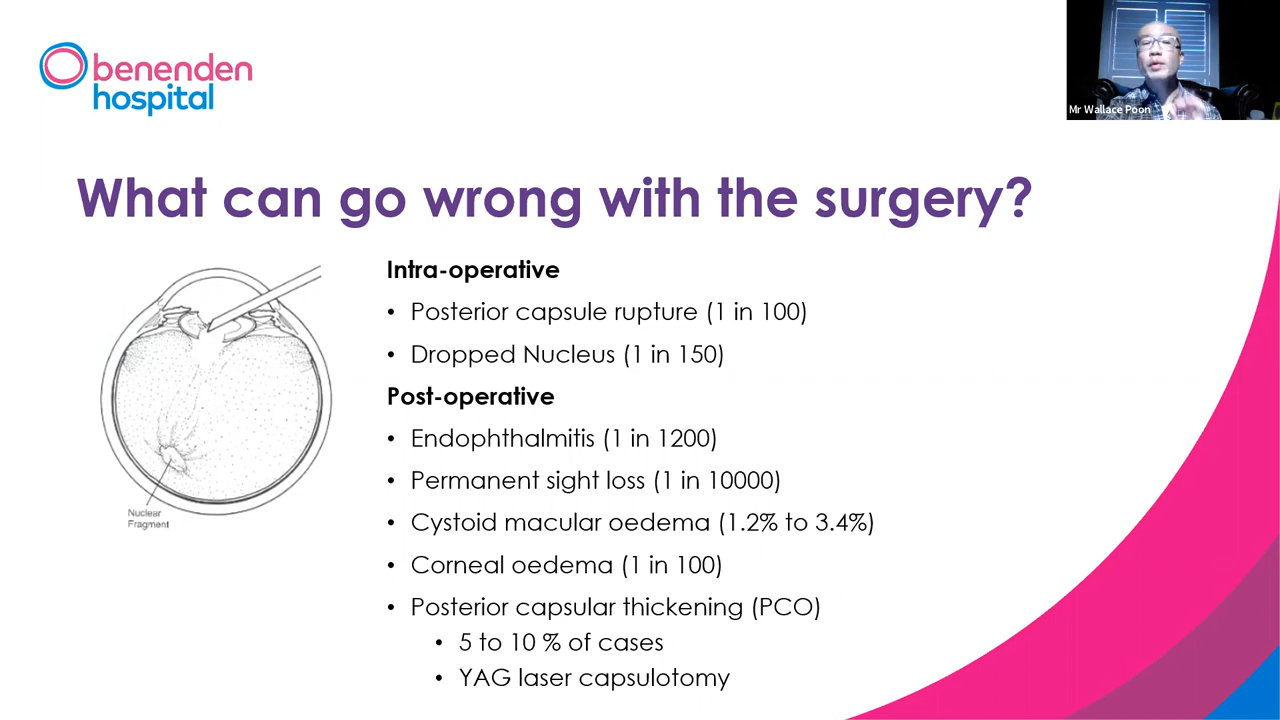 benenden
hospital
Mr Wallace Poon
What can go wrong with the surgery?
Intra-operative
• Posterior capsule rupture (1 in 100)
• Dropped Nucleus (1 in 150)
Post-operative
• Endophthalmitis (1 in 1200)
• Permanent sight loss (1 in 10000)
• Cystoid macular oedema (1.2% to 3.4%)
• Corneal oedema (1 in 100)
• Posterior capsular thickening (PCO)
• 5 to 10 % of cases
• YAG laser capsulotomy
Nuclear
Fragment